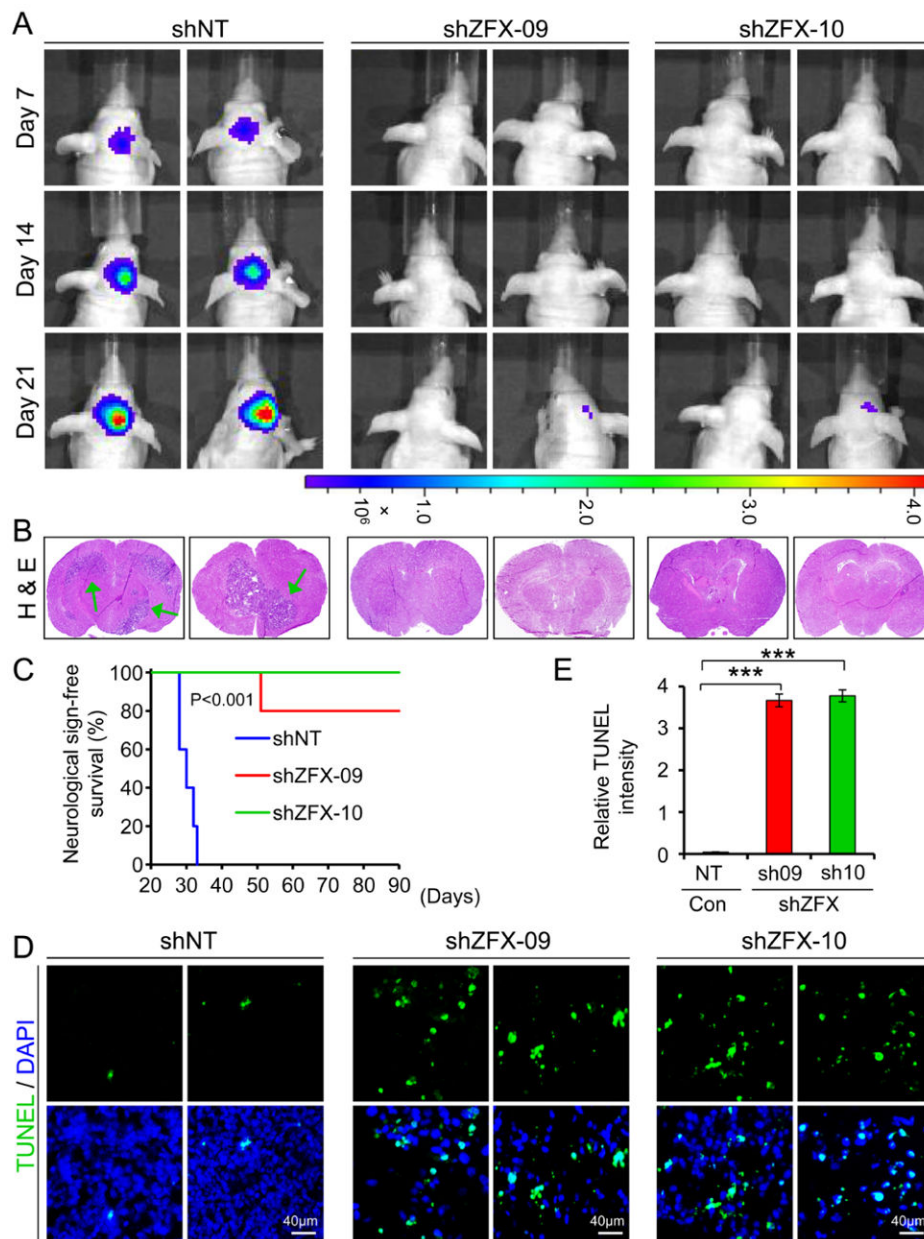 A
shNT shZFX-09 shZFX-10
Day 7
Day 14
Day 21
10⁶ × 1.0 2.0 3.0 4.0
B
H & E
C
Neurological sign-free
survival (%)
100
80
60
40
20
0
P<0.001
shNT
shZFX-09
shZFX-10
20 30 40 50 60 70 80 90 (Days)
E
Relative TUNEL
intensity
*** ***
4
3
2
1
0
NT sh09 sh10
Con shZFX
D
shNT shZFX-09 shZFX-10
TUNEL / DAPI
40μm 40μm 40μm